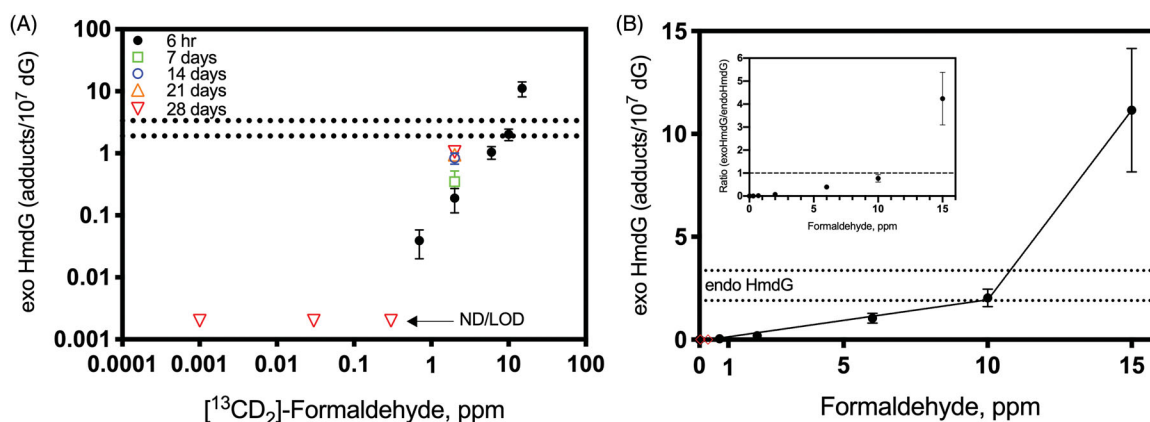 (A)
exo HmdG (adducts/10⁷ dG)
100
10
1
0.1
0.01
0.001
6 hr
7 days
14 days
21 days
28 days
ND/LOD
0.0001 0.001 0.01 0.1 1 10 100
[¹³CD₂]-Formaldehyde, ppm
(B)
exo HmdG (adducts/10⁷ dG)
15
10
5
0
Ratio (exoHmdG/endoHmdG)
6
5
4
3
2
1
0
0 5 10 15
Formaldehyde, ppm
endo HmdG
0 1 5 10 15
Formaldehyde, ppm